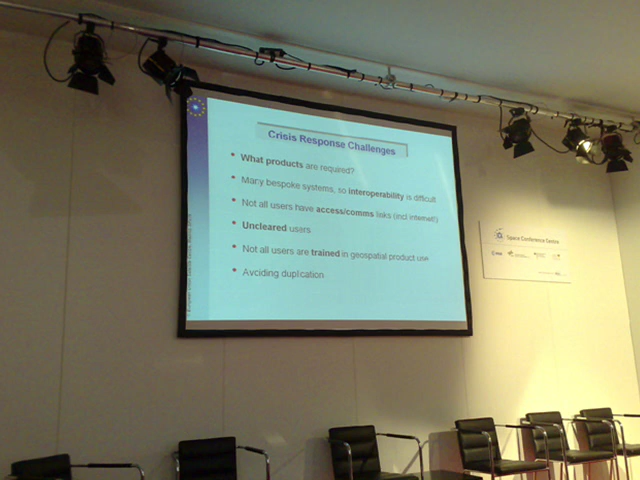 Crisis Response Challenges
• What products are required?
• Many bespoke systems, so interoperability is difficult
• Not all users have access/comms links (incl internet!)
• Uncleared users
• Not all users are trained in geospatial product use
• Avoiding duplication
Space Conference Centre